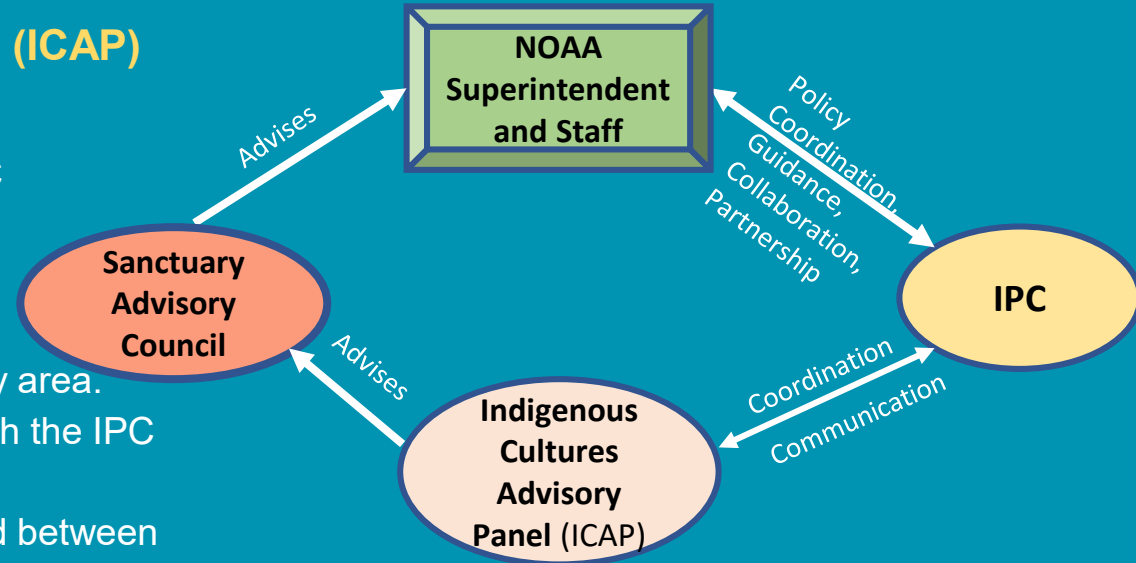 (ICAP)
y area.
h the IPC
d between
NOAA
Superintendent
and Staff
Advises
Policy
Coordination,
Guidance,
Collaboration,
Partnership
Sanctuary
Advisory
Council
IPC
Advises
Coordination
Communication
Indigenous
Cultures
Advisory
Panel (ICAP)